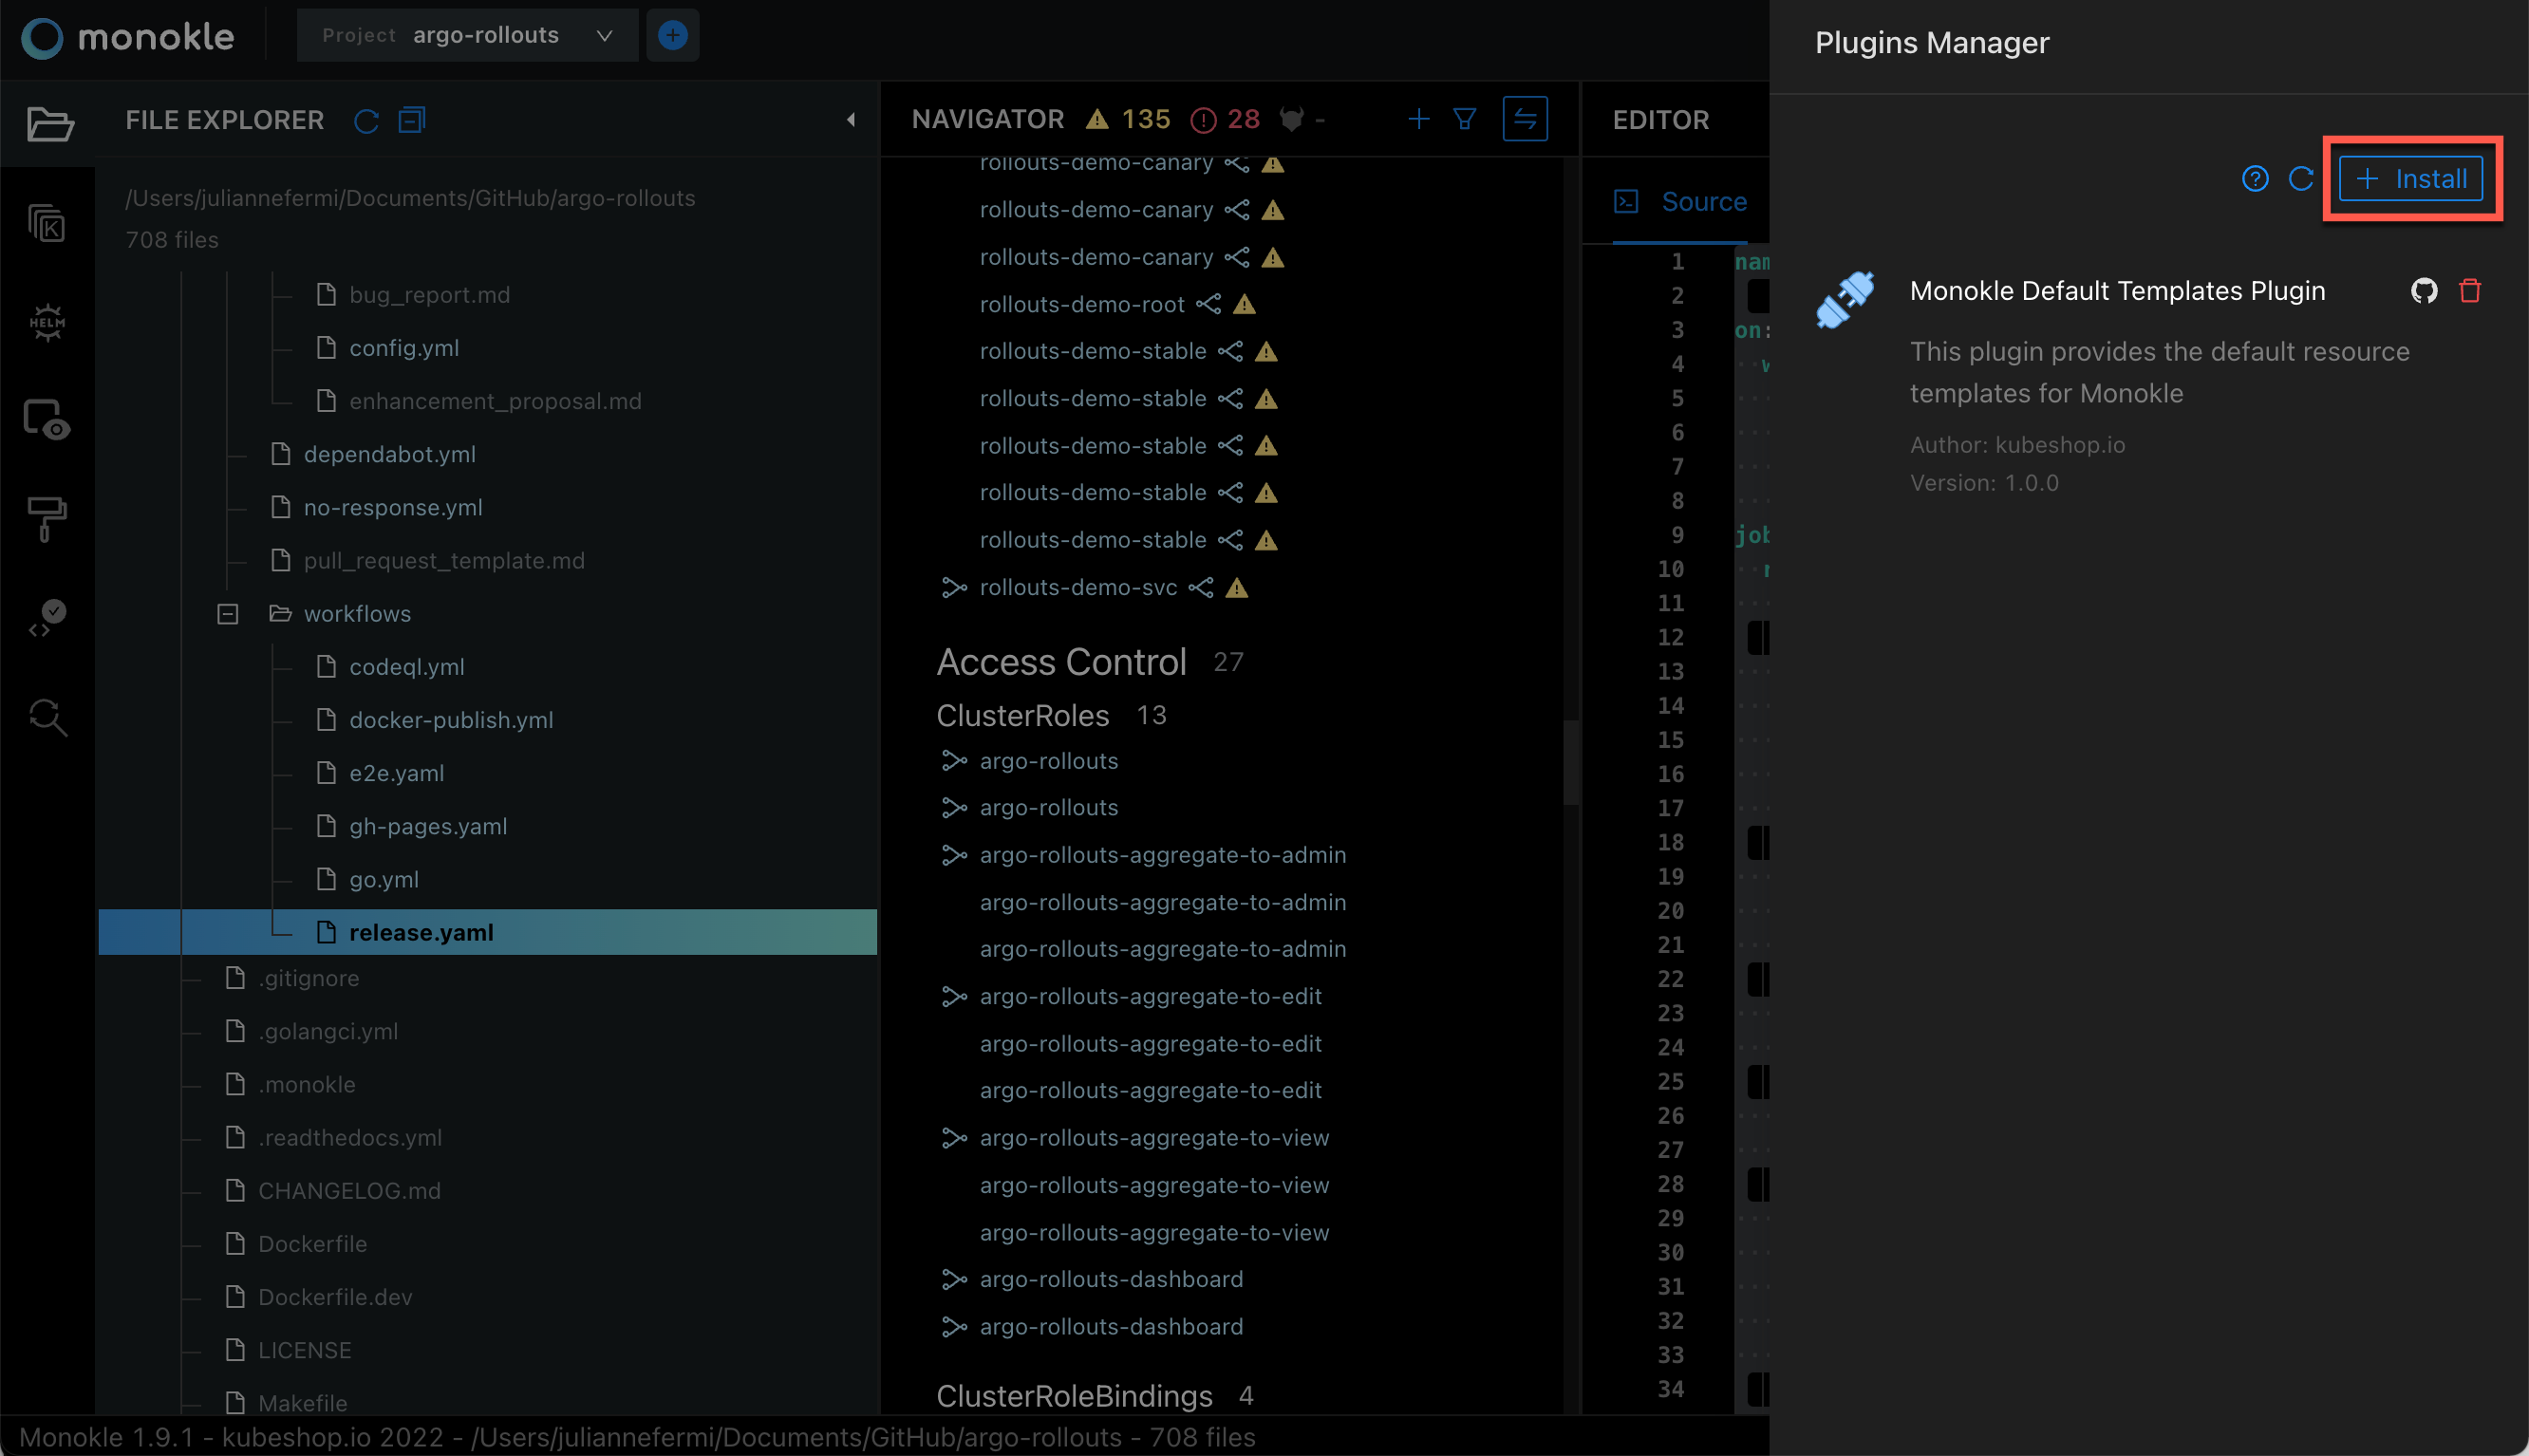 monokle
Project argo-rollouts
Plugins Manager
FILE EXPLORER
/Users/juliannefermi/Documents/GitHub/argo-rollouts
708 files
bug_report.md
config.yml
enhancement_proposal.md
dependabot.yml
no-response.yml
pull_request_template.md
workflows
codeql.yml
docker-publish.yml
e2e.yaml
gh-pages.yaml
go.yml
release.yaml
.gitignore
.golangci.yml
.monokle
.readthedocs.yml
CHANGELOG.md
Dockerfile
Dockerfile.dev
LICENSE
Makefile
K
HELM
NAVIGATOR 135 28 -
rollouts-demo-canary
rollouts-demo-canary
rollouts-demo-canary
rollouts-demo-root
rollouts-demo-stable
rollouts-demo-stable
rollouts-demo-stable
rollouts-demo-stable
rollouts-demo-stable
rollouts-demo-svc
Access Control 27
ClusterRoles 13
argo-rollouts
argo-rollouts
argo-rollouts-aggregate-to-admin
argo-rollouts-aggregate-to-admin
argo-rollouts-aggregate-to-admin
argo-rollouts-aggregate-to-edit
argo-rollouts-aggregate-to-edit
argo-rollouts-aggregate-to-edit
argo-rollouts-aggregate-to-view
argo-rollouts-aggregate-to-view
argo-rollouts-aggregate-to-view
argo-rollouts-dashboard
argo-rollouts-dashboard
ClusterRoleBindings 4
EDITOR
Source
1 nam
2
3 on:
4
5
6
7
8
9 job
10
11
12
13
14
15
16
17
18
19
20
21
22
23
24
25
26
27
28
29
30
31
32
33
34
+ Install
Monokle Default Templates Plugin
This plugin provides the default resource
templates for Monokle
Author: kubeshop.io
Version: 1.0.0
Monokle 1.9.1 - kubeshop.io 2022 - /Users/juliannefermi/Documents/GitHub/argo-rollouts - 708 files